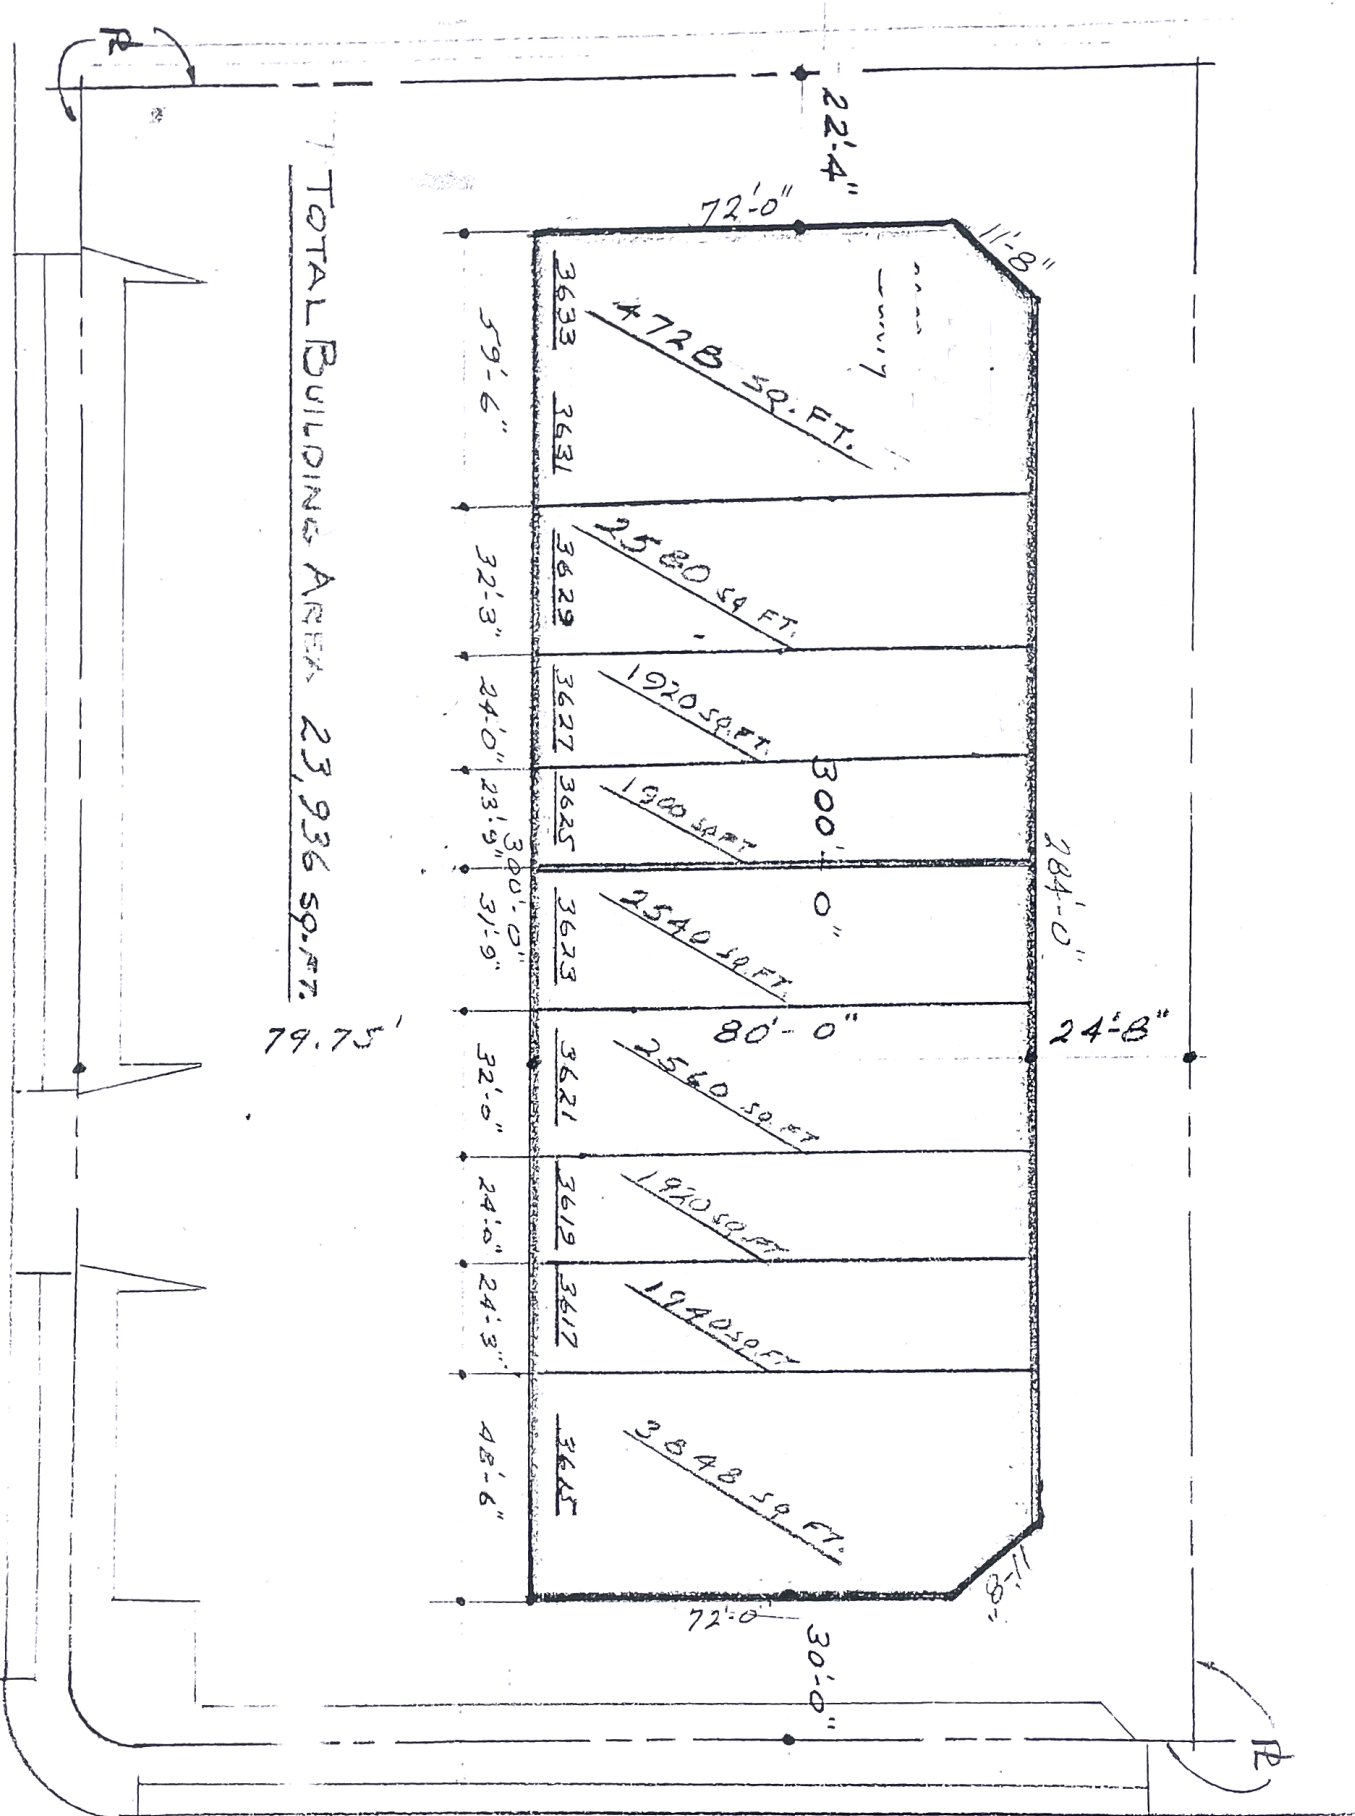 PL
22'-4"
72'-0"
11'-8"
TOTAL BUILDING AREA 23,936 SQ.FT.
59'-6"
3633
3631
4728 SQ. FT.
32'-3"
3629
2580 SQ FT.
24'-0"
3627
1920 SQ.FT.
23'-9"
3625
1900 SQ FT
300'-0"
300'-0"
284'-0"
31'-9"
3623
2540 SQ.FT.
79.75'
80'-0"
24'-8"
32'-0"
3621
2560 SQ. FT
24'-0"
3619
1920 SQ.FT
24'-3"
3617
1940 SQ FT
48'-6"
3615
3848 SQ FT.
11'-8"
72'-0"
30'-0"
PL